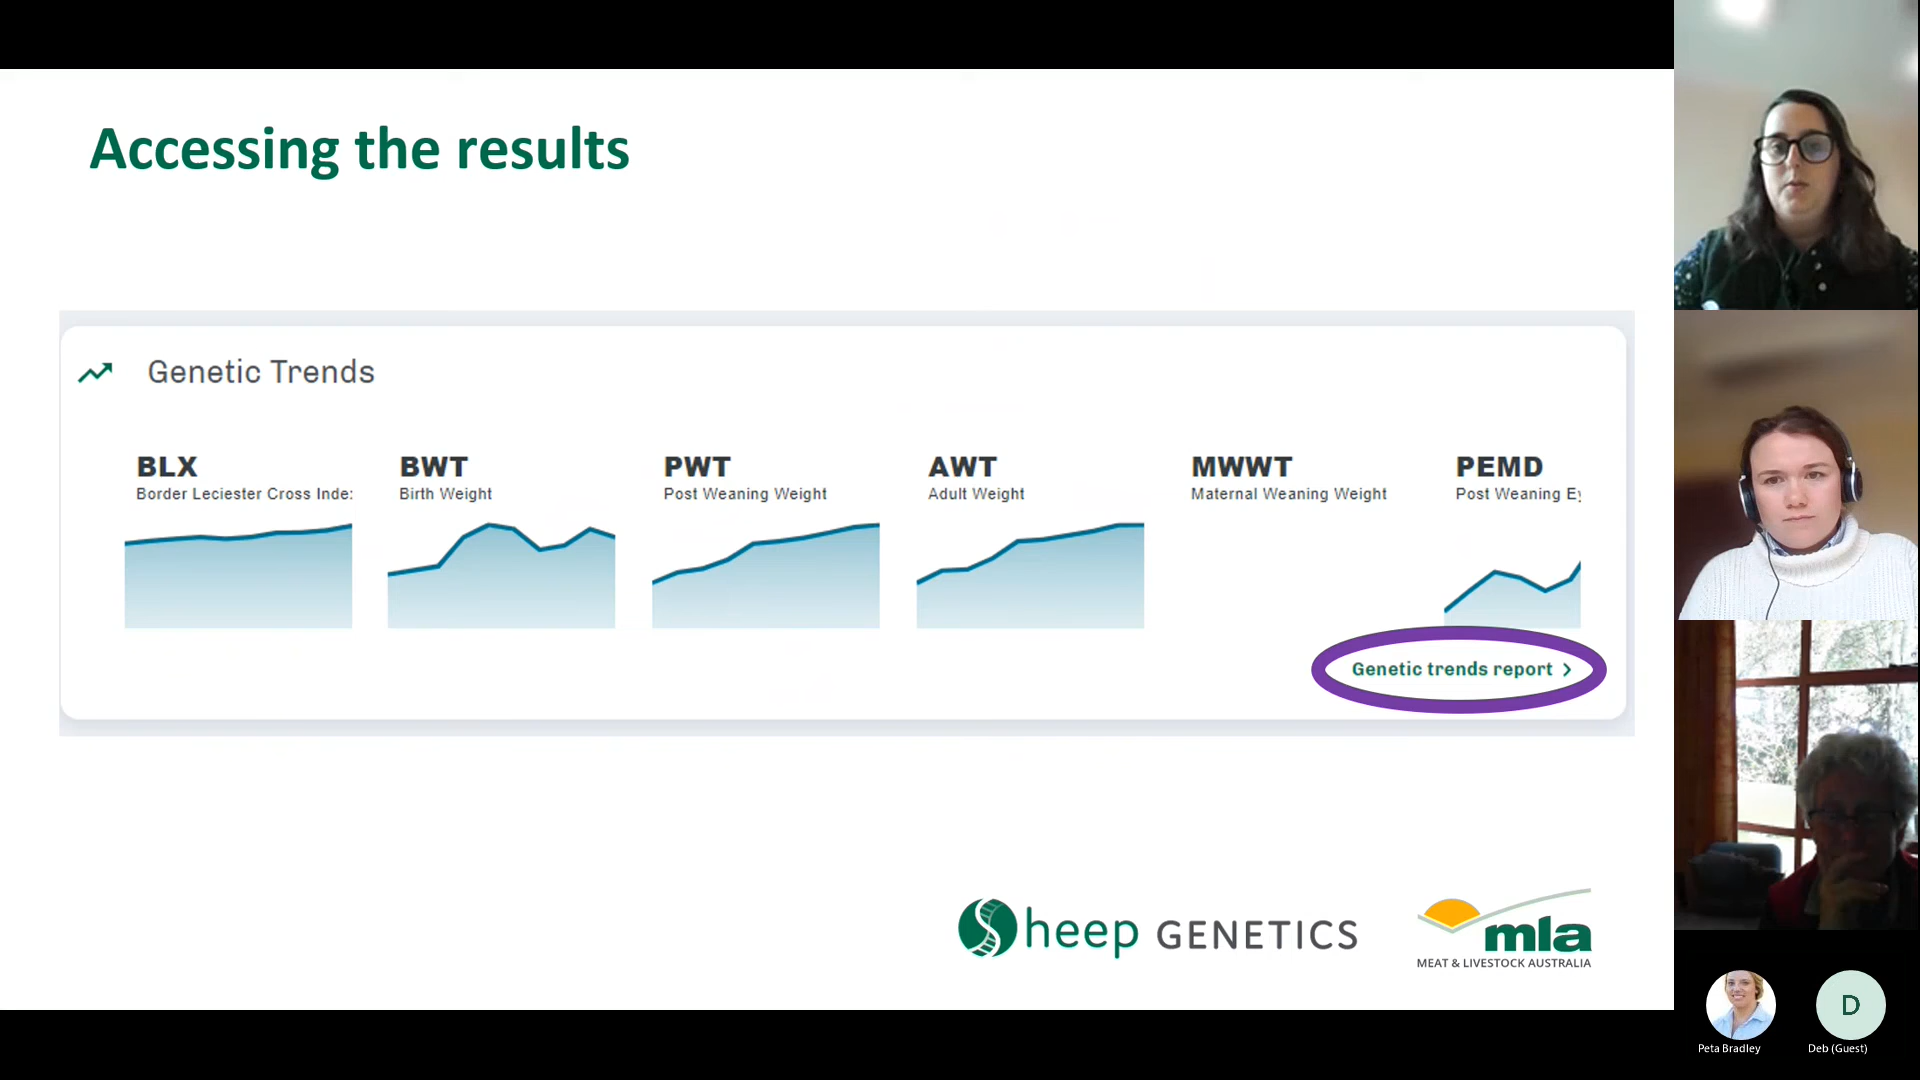 Accessing the results
Genetic Trends
BLX
Border Leciester Cross Inde
BWT
Birth Weight
PWT
Post Weaning Weight
AWT
Adult Weight
MWWT
Maternal Weaning Weight
PEMD
Post Weaning Ey
Genetic trends report
Sheep GENETICS
mla
MEAT & LIVESTOCK AUSTRALIA
D
Peta Bradley
Deb (Guest)